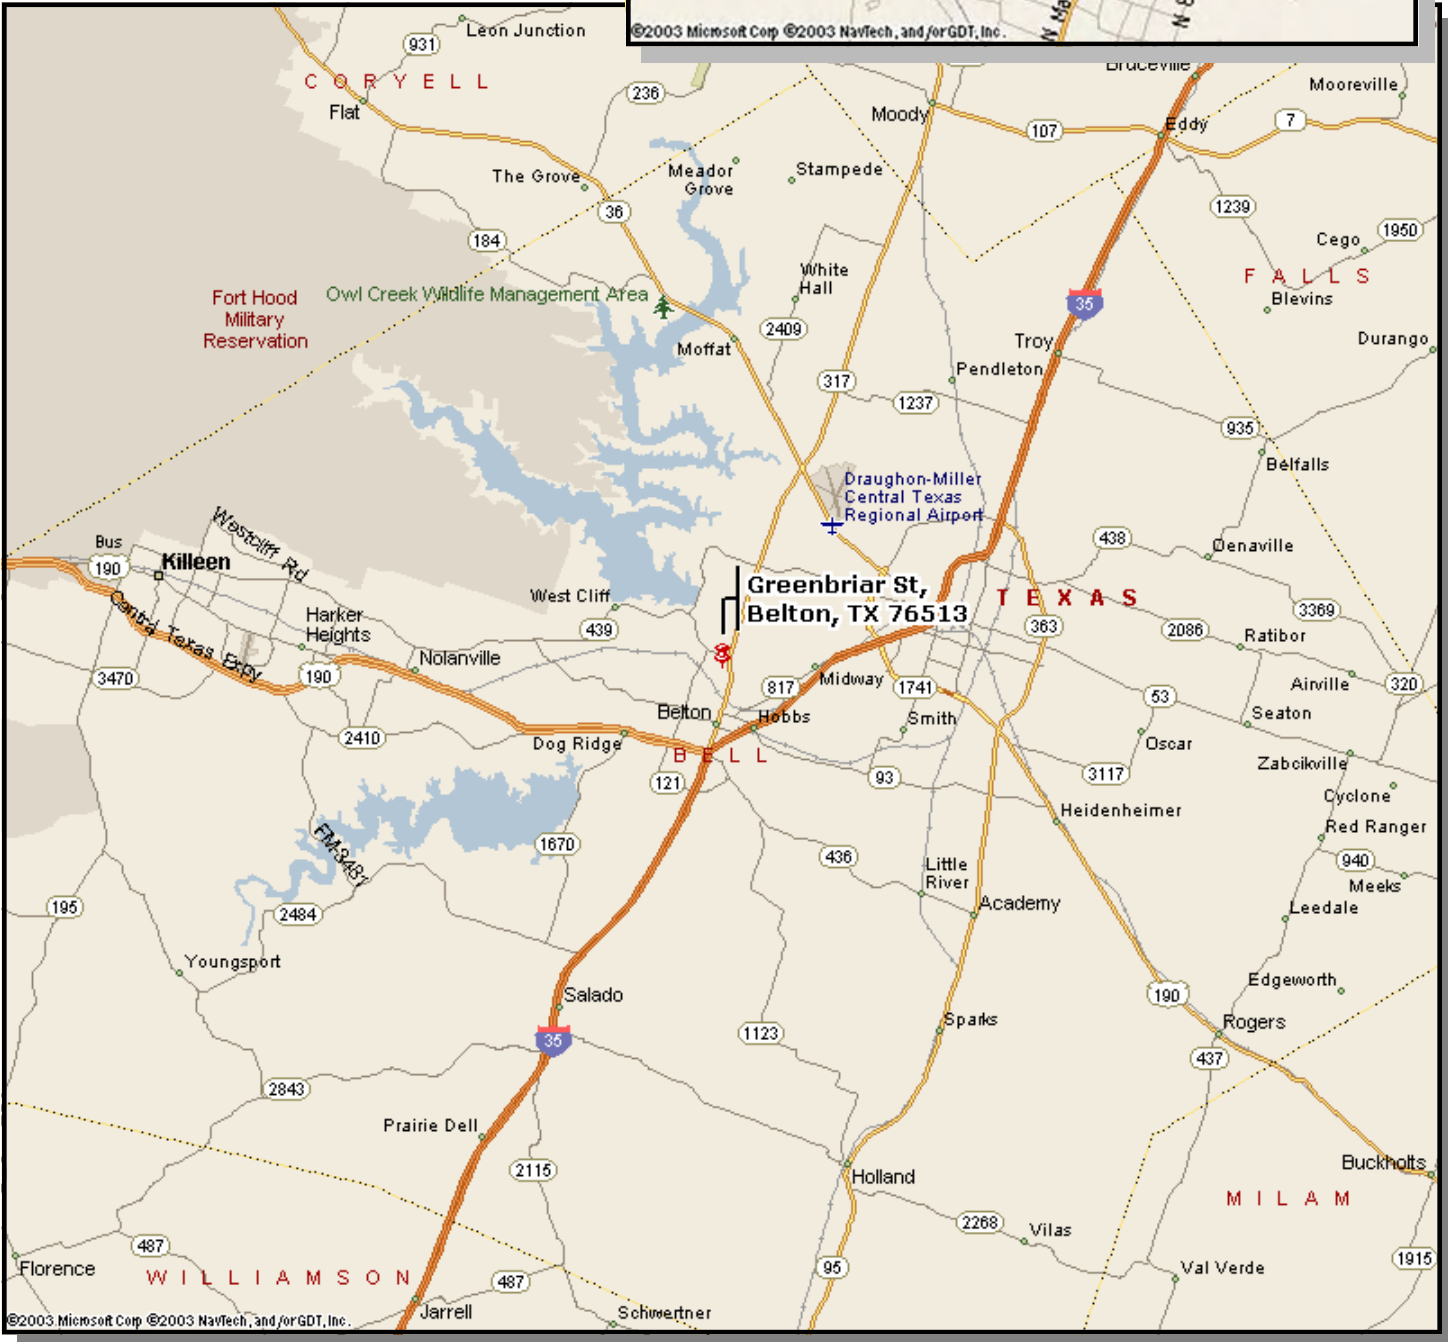 ©2003 Microsoft Corp ©2003 NavTech, and/or GDT, Inc.
N
B N
Bruceville
Leon Junction
931
CORYELL
Flat
236
Mooreville
Moody
107
Eddy
7
The Grove
Meador
Grove
Stampede
36
1239
184
Cego
1950
White
Hall
FALLS
Fort Hood
Military
Reservation
Owl Creek Wildlife Management Area
35
Blevins
2409
Moffat
Troy
Durango
Pendleton
317
1237
935
Belfalls
Draughon-Miller
Central Texas
Regional Airport
Westcliff Rd
438
Oenaville
Bus
190
Killeen
Greenbriar St,
Belton, TX 76513
TEXAS
West Cliff
Central Texas Expy
Harker
Heights
439
363
3369
2086
Ratibor
Nolanville
3470
190
817
Midway
1741
Airville
320
53
Belton
Hobbs
Smith
Seaton
2410
Dog Ridge
BELL
Oscar
121
93
3117
Zabcikville
Cyclone
Heidenheimer
FM-3481
1670
436
Red Ranger
940
Little
River
Meeks
195
2484
Academy
Leedale
Youngsport
Edgeworth
Salado
190
Rogers
Sparks
35
1123
437
2843
Prairie Dell
2115
Holland
Buckholts
MILAM
2268
Vilas
487
Florence
WILLIAMSON
487
95
Val Verde
1915
Jarrell
Schwertner
©2003 Microsoft Corp ©2003 NavTech, and/or GDT, Inc.